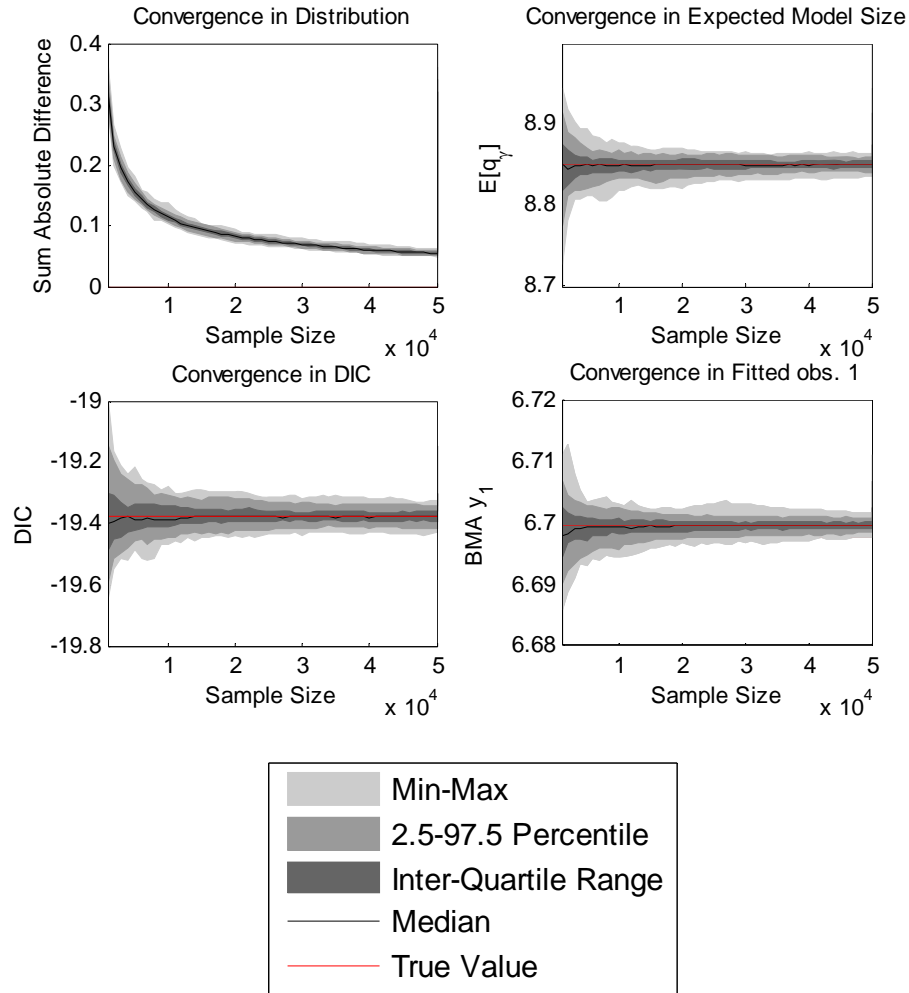 Convergence in Distribution
Sum Absolute Difference
0.4
0.3
0.2
0.1
0
1 2 3 4 5
Sample Size
x 10^4
Convergence in Expected Model Size
E[q_γ]
8.9
8.8
8.7
1 2 3 4 5
Sample Size
x 10^4
Convergence in DIC
DIC
-19
-19.2
-19.4
-19.6
-19.8
1 2 3 4 5
Sample Size
x 10^4
Convergence in Fitted obs. 1
BMA y_1
6.72
6.71
6.70
6.69
6.68
1 2 3 4 5
Sample Size
x 10^4
Min-Max
2.5-97.5 Percentile
Inter-Quartile Range
Median
True Value